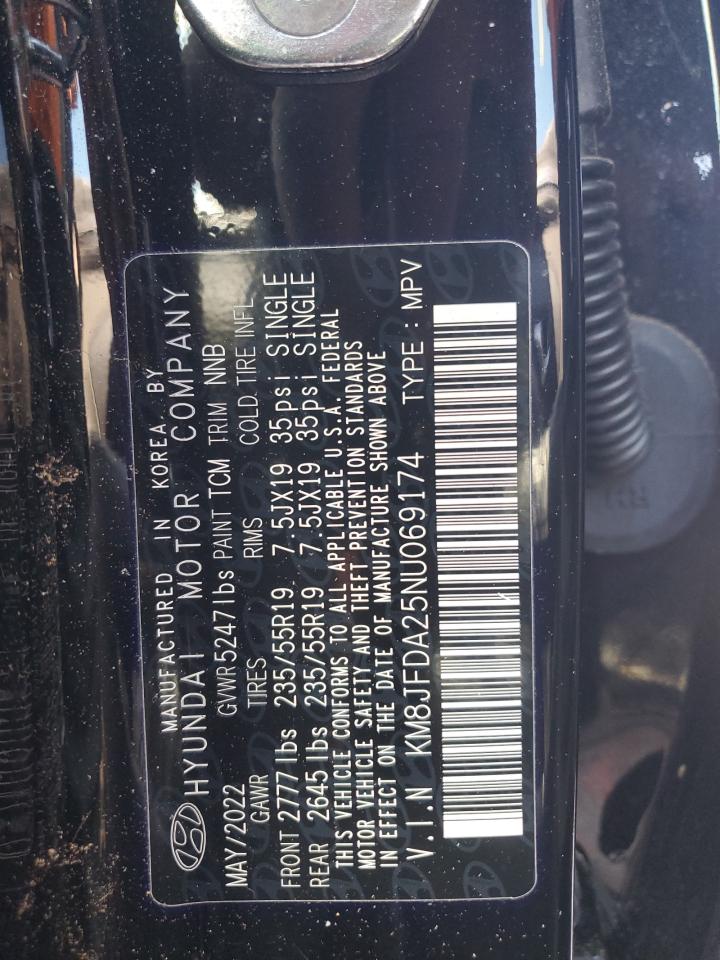 MANUFACTURED IN KOREA. BY
HYUNDAI MOTOR COMPANY
MAY/2022 GVWR 5247 lbs PAINT TCM TRIM NNB
GAWR TIRES RIMS COLD. TIRE INFL
FRONT 2777 lbs 235/55R19 7.5JX19 35psi SINGLE
REAR 2645 lbs 235/55R19 7.5JX19 35psi SINGLE
THIS VEHICLE CONFORMS TO ALL APPLICABLE U.S.A. FEDERAL
MOTOR VEHICLE SAFETY AND THEFT PREVENTION STANDARDS
IN EFFECT ON THE DATE OF MANUFACTURE SHOWN ABOVE
V.I.N KM8JFDA25NU069174 TYPE : MPV